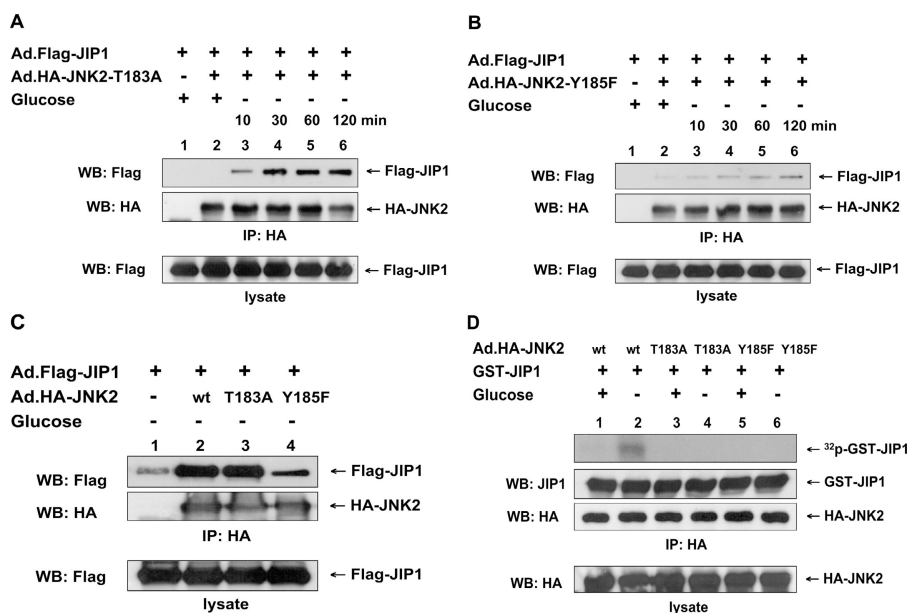 A
Ad.Flag-JIP1 + + + + + +
Ad.HA-JNK2-T183A - + + + + +
Glucose + + - - - -
10 30 60 120 min
1 2 3 4 5 6
WB: Flag ← Flag-JIP1
WB: HA ← HA-JNK2
IP: HA
WB: Flag ← Flag-JIP1
lysate
B
Ad.Flag-JIP1 + + + + + +
Ad.HA-JNK2-Y185F - + + + + +
Glucose + + - - - -
10 30 60 120 min
1 2 3 4 5 6
WB: Flag ← Flag-JIP1
WB: HA ← HA-JNK2
IP: HA
WB: Flag ← Flag-JIP1
lysate
C
Ad.Flag-JIP1 + + + +
Ad.HA-JNK2 - wt T183A Y185F
Glucose - - - -
1 2 3 4
WB: Flag ← Flag-JIP1
WB: HA ← HA-JNK2
IP: HA
WB: Flag ← Flag-JIP1
lysate
D
Ad.HA-JNK2 wt wt T183A T183A Y185F Y185F
GST-JIP1 + + + + + +
Glucose + - + - + -
1 2 3 4 5 6
← ³²p-GST-JIP1
WB: JIP1 ← GST-JIP1
WB: HA ← HA-JNK2
IP: HA
WB: HA ← HA-JNK2
lysate